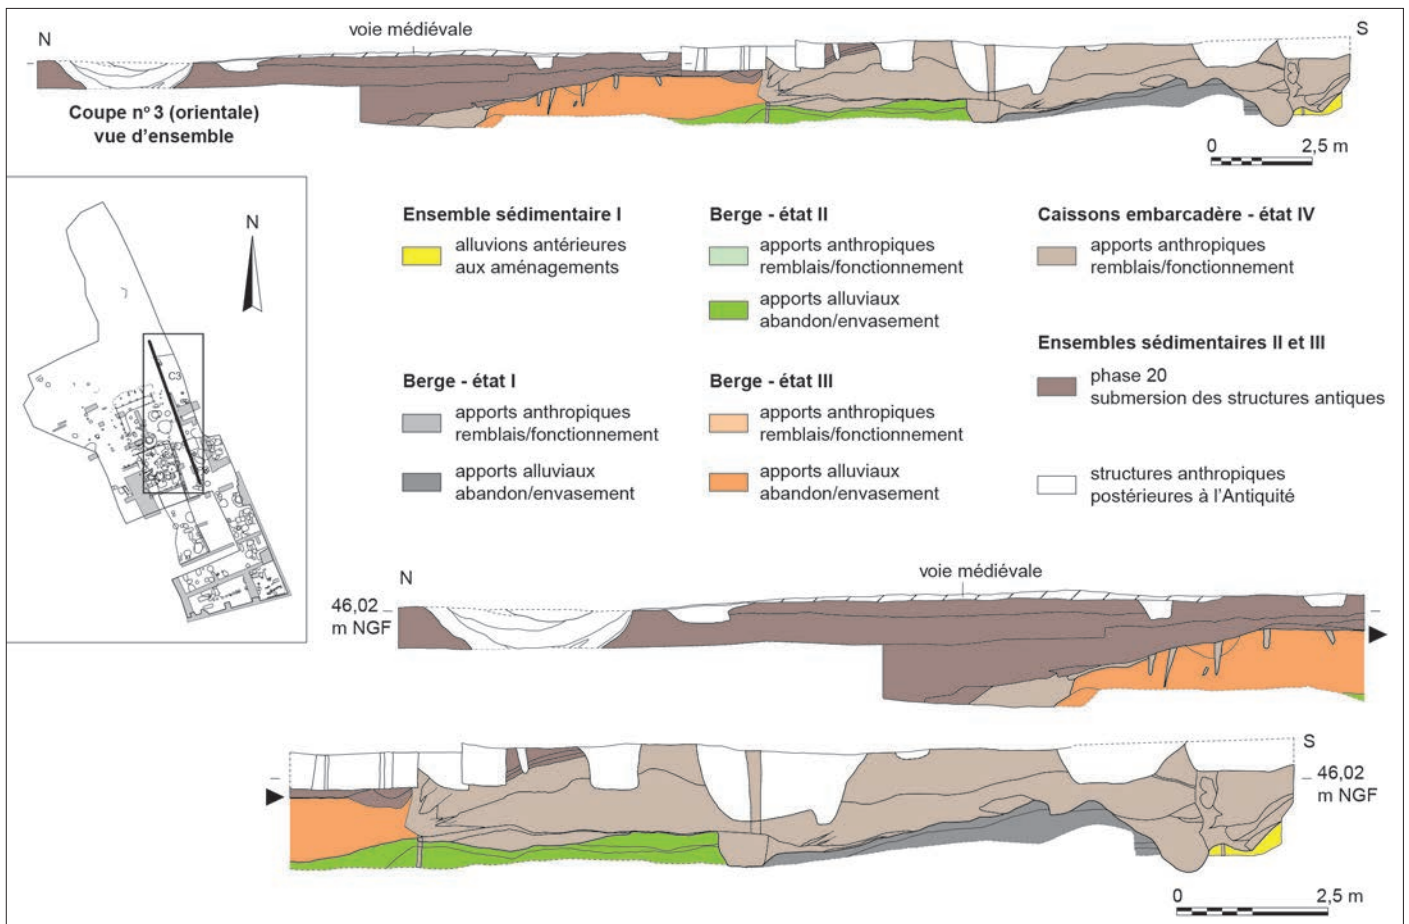 N
voie médiévale
S
Coupe nº 3 (orientale)
vue d'ensemble
0 2,5 m
N
C3
Ensemble sédimentaire I
alluvions antérieures
aux aménagements
Berge - état I
apports anthropiques
remblais/fonctionnement
apports alluviaux
abandon/envasement
Berge - état II
apports anthropiques
remblais/fonctionnement
apports alluviaux
abandon/envasement
Berge - état III
apports anthropiques
remblais/fonctionnement
apports alluviaux
abandon/envasement
Caissons embarcadère - état IV
apports anthropiques
remblais/fonctionnement
Ensembles sédimentaires II et III
phase 20
submersion des structures antiques
structures anthropiques
postérieures à l'Antiquité
N
voie médiévale
46,02
m NGF
S
46,02
m NGF
0 2,5 m